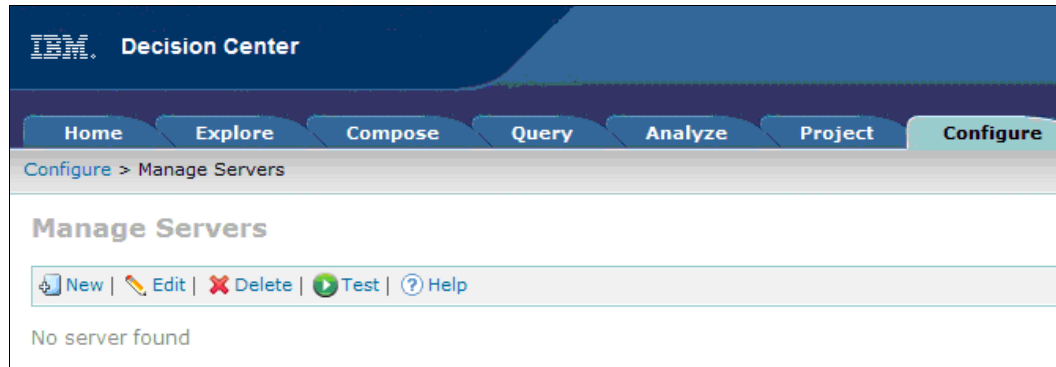 IBM. Decision Center
Home Explore Compose Query Analyze Project Configure
Configure > Manage Servers
Manage Servers
New | Edit | Delete | Test | ? Help
No server found